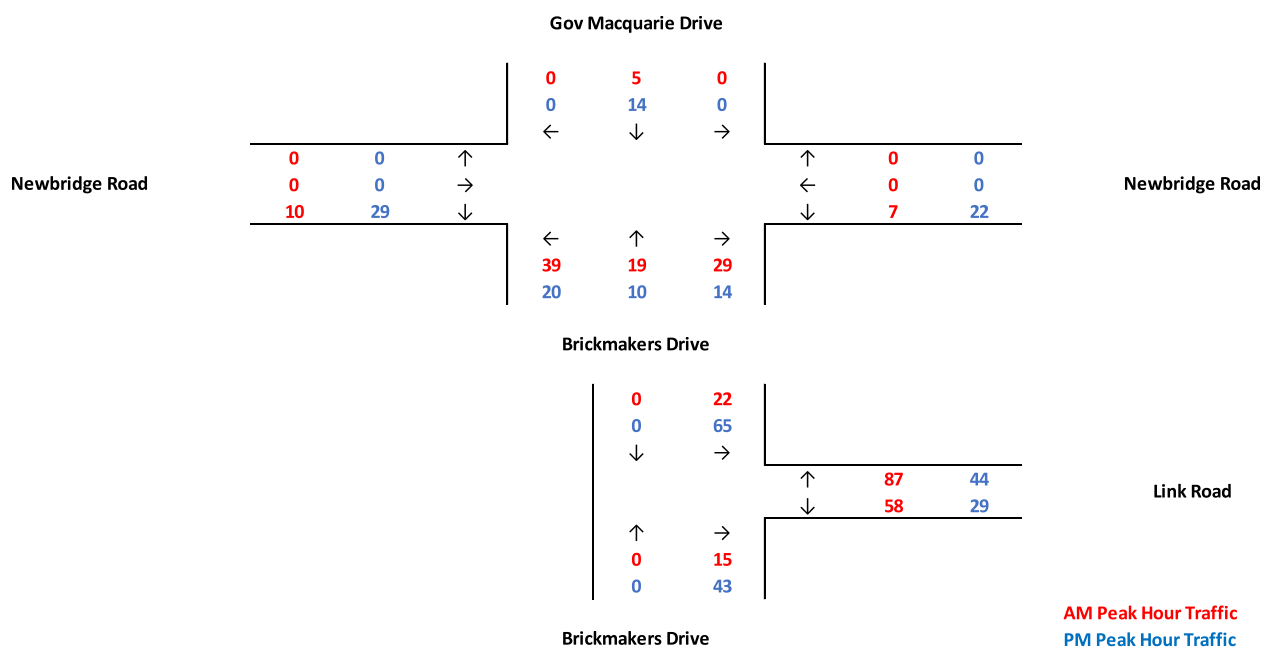 Gov Macquarie Drive
0 5 0
0 14 0
← ↓ →
Newbridge Road
0 0 ↑
0 0 →
10 29 ↓
↑ 0 0
← 0 0
↓ 7 22
Newbridge Road
← ↑ →
39 19 29
20 10 14
Brickmakers Drive
0 22
0 65
↓ →
↑ 87 44
↓ 58 29
Link Road
↑ →
0 15
0 43
Brickmakers Drive
AM Peak Hour Traffic
PM Peak Hour Traffic